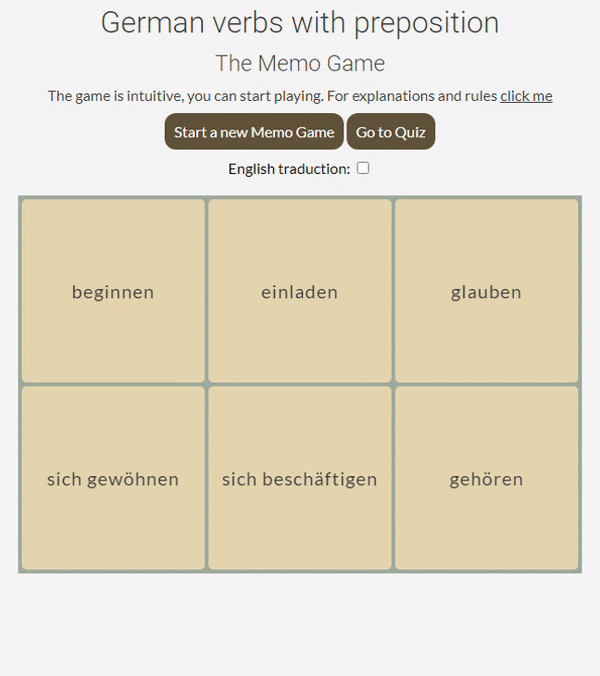 German verbs with preposition
The Memo Game
The game is intuitive, you can start playing. For explanations and rules click me
Start a new Memo Game Go to Quiz
English traduction:
beginnen einladen glauben
sich gewöhnen sich beschäftigen gehören